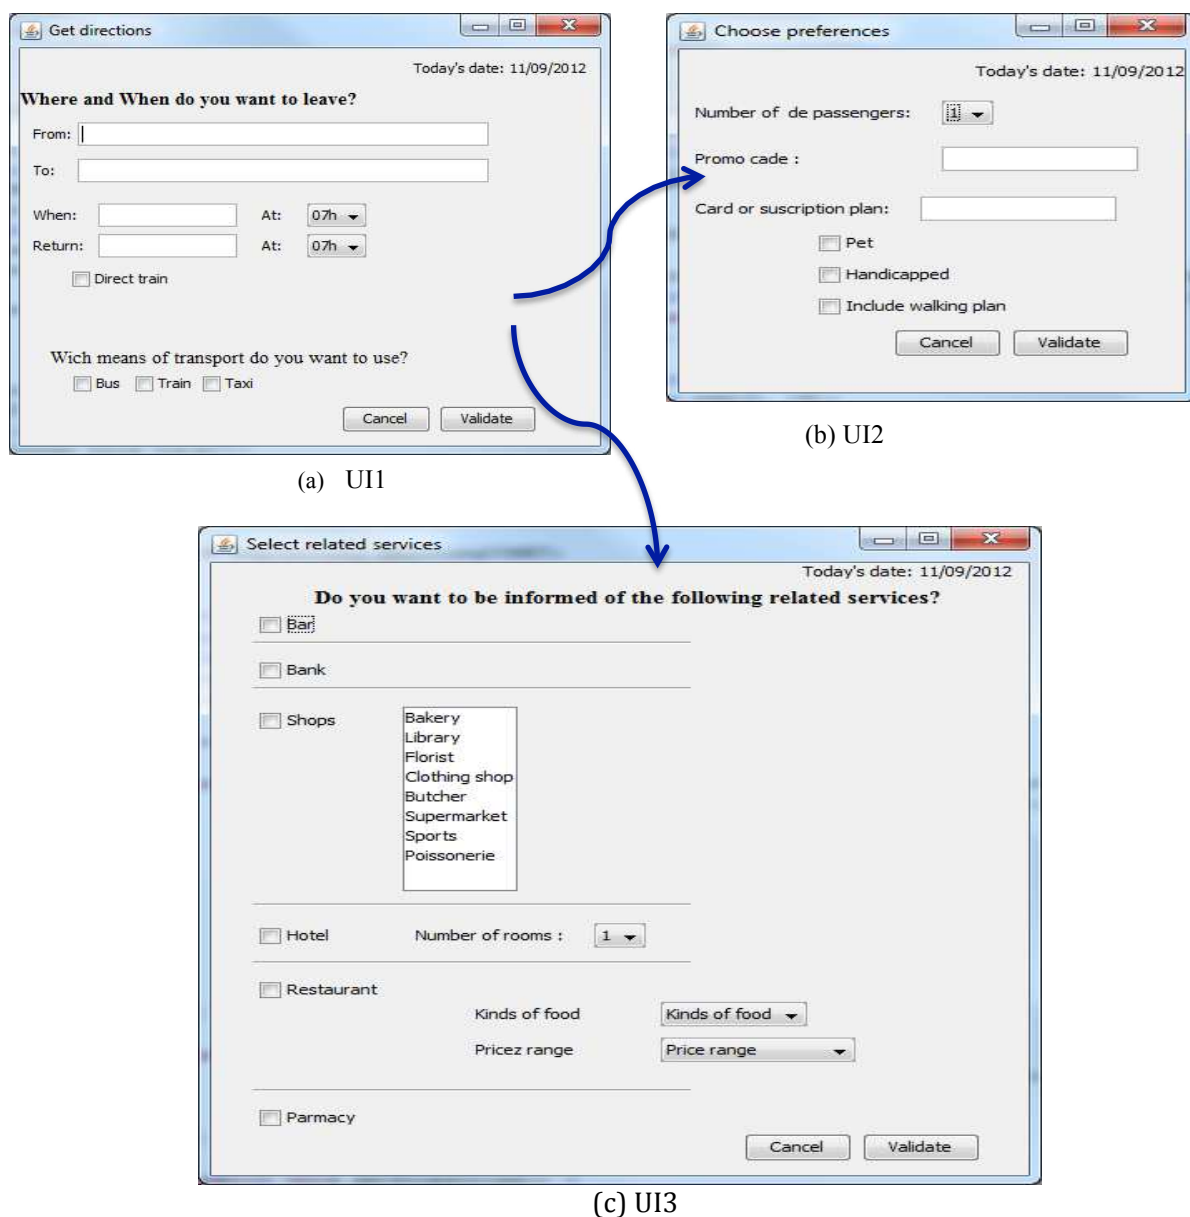 Get directions
Today's date: 11/09/2012
Where and When do you want to leave?
From:
To:
When: At: 07h
Return: At: 07h
Direct train
Wich means of transport do you want to use?
Bus Train Taxi
Cancel Validate
(a) UI1
Choose preferences
Today's date: 11/09/2012
Number of de passengers: 1
Promo cade :
Card or suscription plan:
Pet
Handicapped
Include walking plan
Cancel Validate
(b) UI2
Select related services
Today's date: 11/09/2012
Do you want to be informed of the following related services?
Bar
Bank
Shops
Bakery
Library
Florist
Clothing shop
Butcher
Supermarket
Sports
Poissonerie
Hotel Number of rooms : 1
Restaurant
Kinds of food Kinds of food
Pricez range Price range
Parmacy
Cancel Validate
(c) UI3